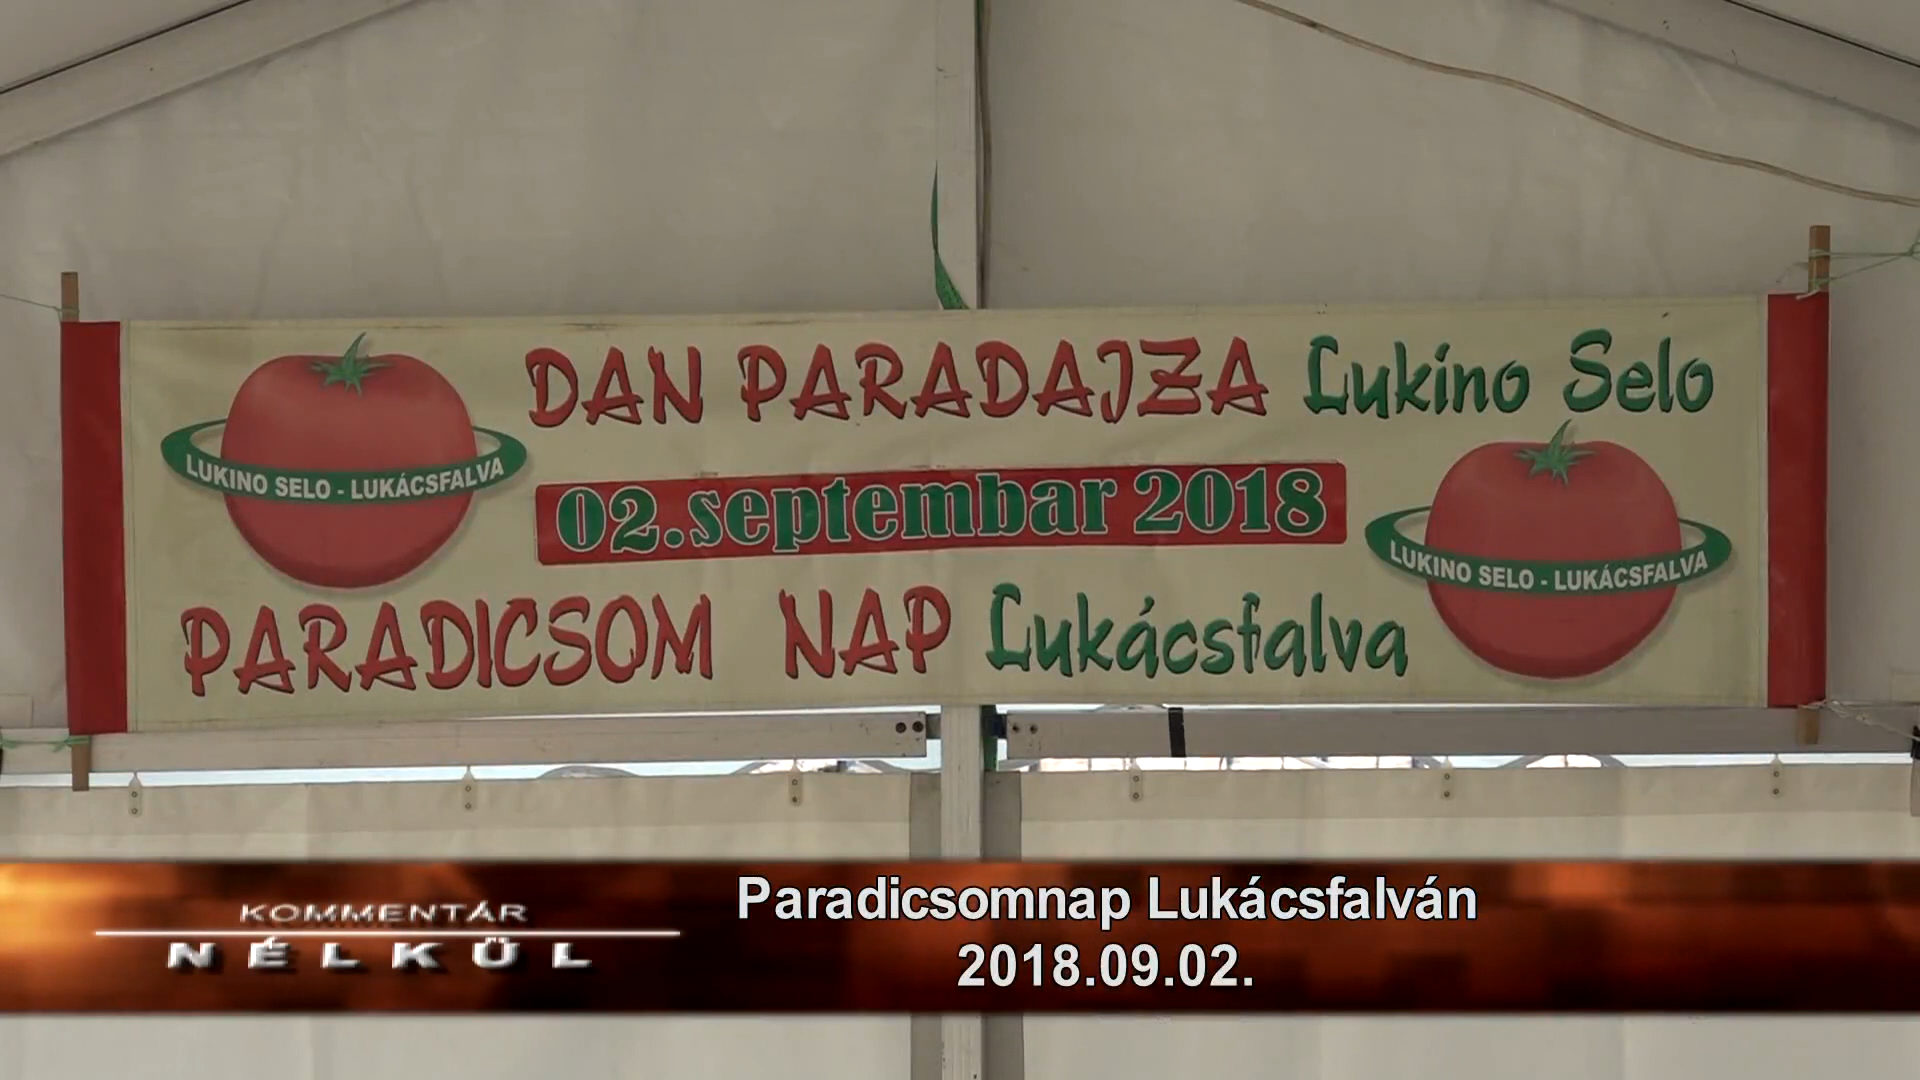 DAN PARADAJZA Lukino Selo
LUKINO SELO - LUKÁCSFALVA
02.septembar 2018
LUKINO SELO - LUKÁCSFALVA
PARADICSOM NAP Lukácsfalva
KOMMENTÁR
NÉLKÜL
Paradicsomnap Lukácsfalván
2018.09.02.